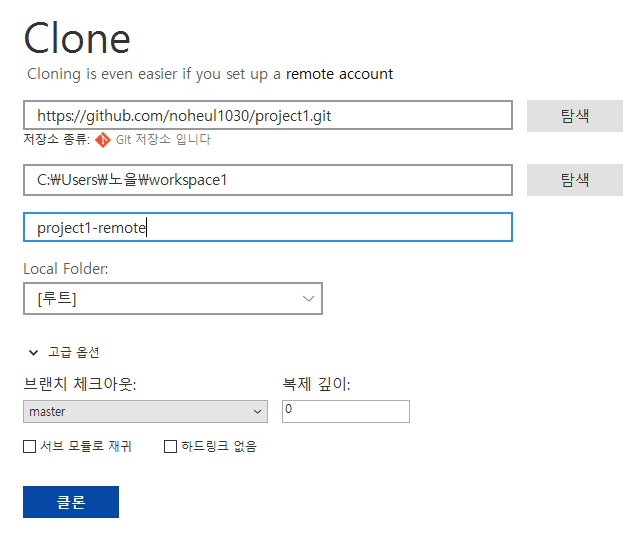 Clone
Cloning is even easier if you set up a remote account
https://github.com/noheul1030/project1.git
탐색
저장소 종류: Git 저장소 입니다
C:₩Users₩노을₩workspace1
탐색
project1-remote
Local Folder:
[루트]
고급 옵션
브랜치 체크아웃:
복제 깊이:
master
0
서브 모듈로 재귀
하드링크 없음
클론